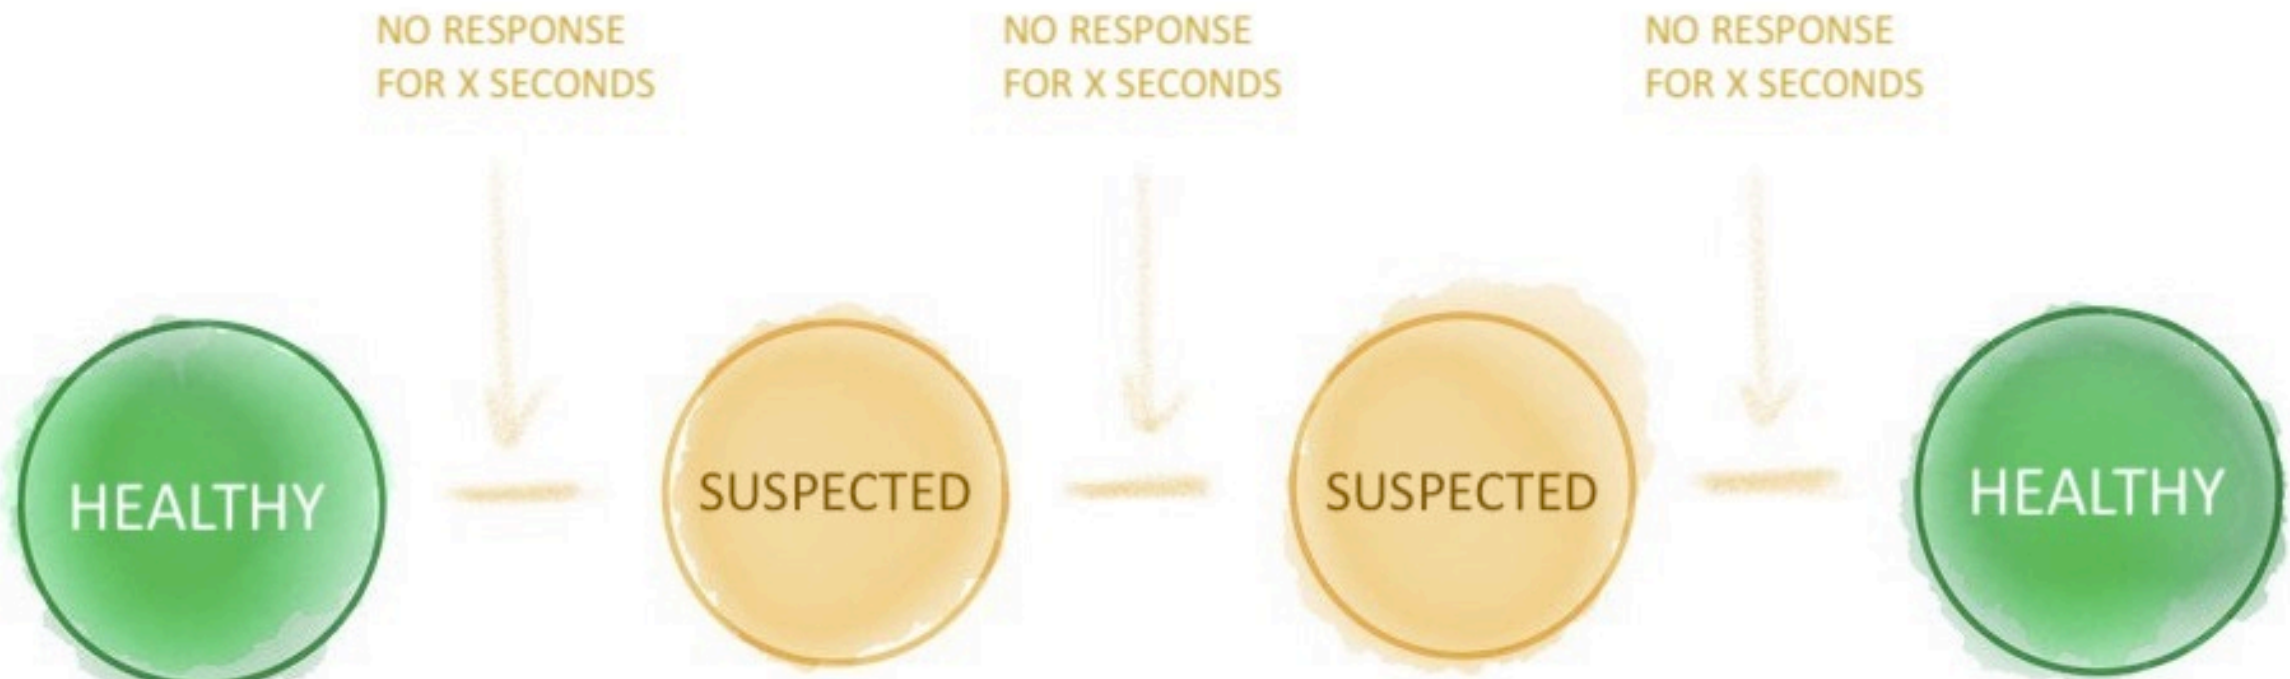 NO RESPONSE
FOR X SECONDS
NO RESPONSE
FOR X SECONDS
NO RESPONSE
FOR X SECONDS
HEALTHY
SUSPECTED
SUSPECTED
HEALTHY